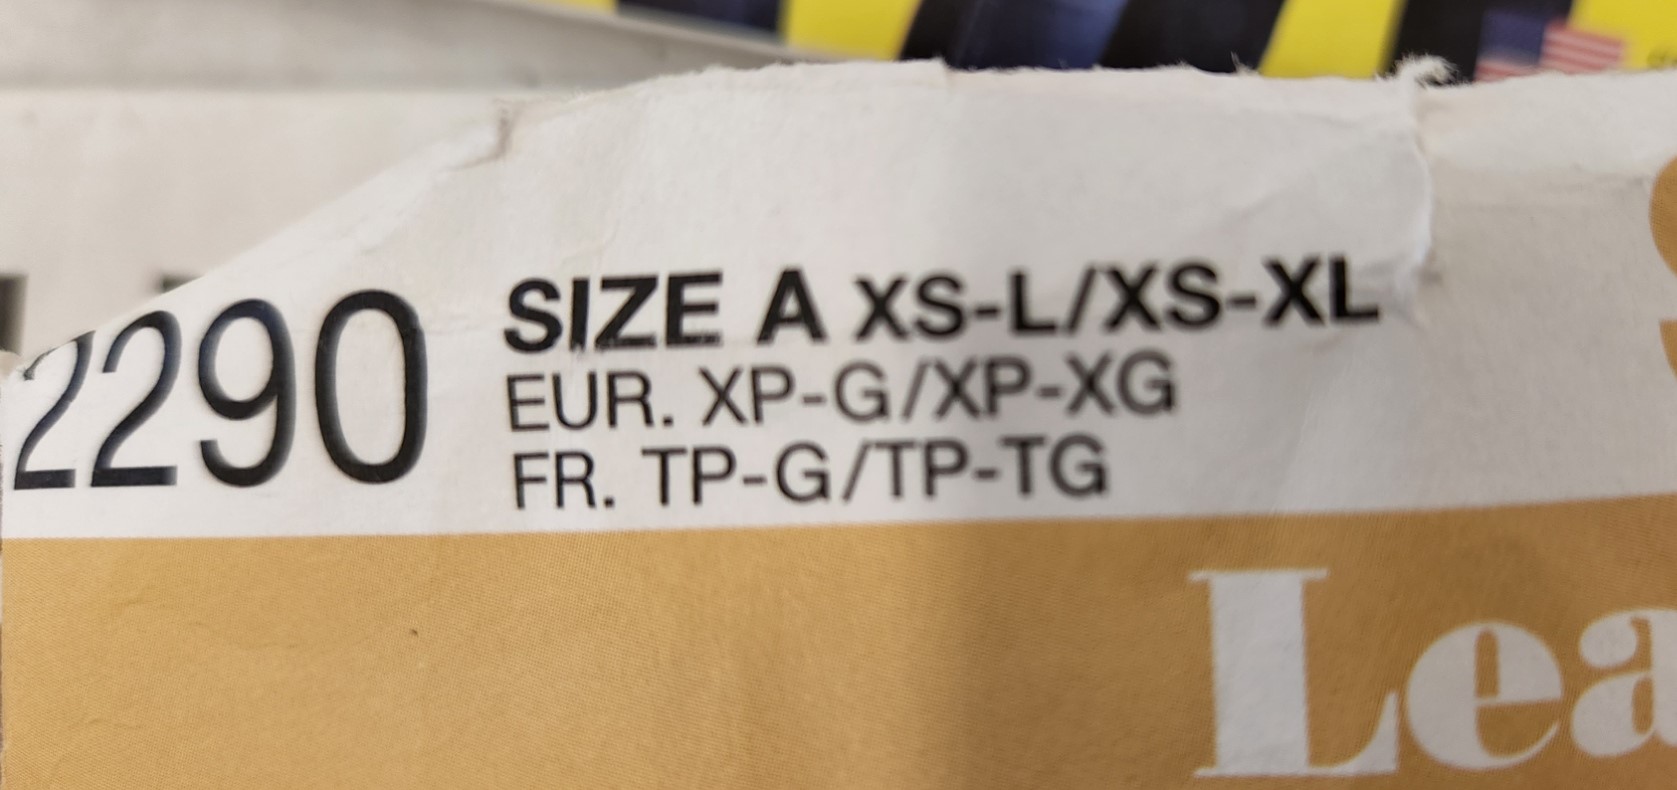 2290
SIZE A XS-L/XS-XL
EUR. XP-G/XP-XG
FR. TP-G/TP-TG
Lea